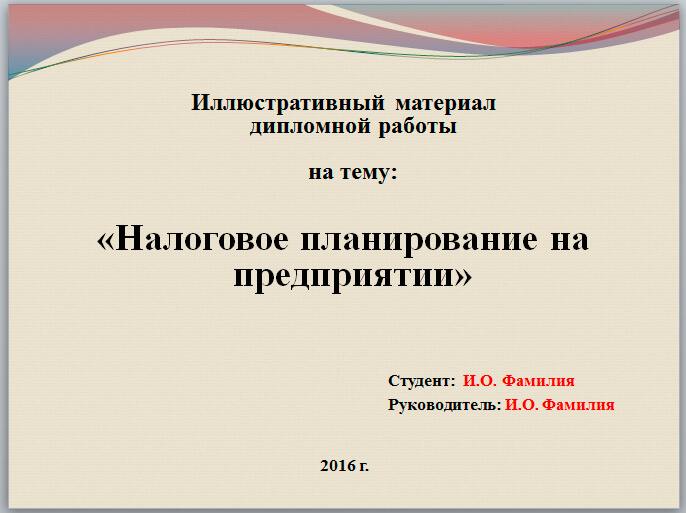 Иллюстративный материал
дипломной работы
на тему:
«Налоговое планирование на
предприятии»
Студент: И.О. Фамилия
Руководитель: И.О. Фамилия
2016 г.